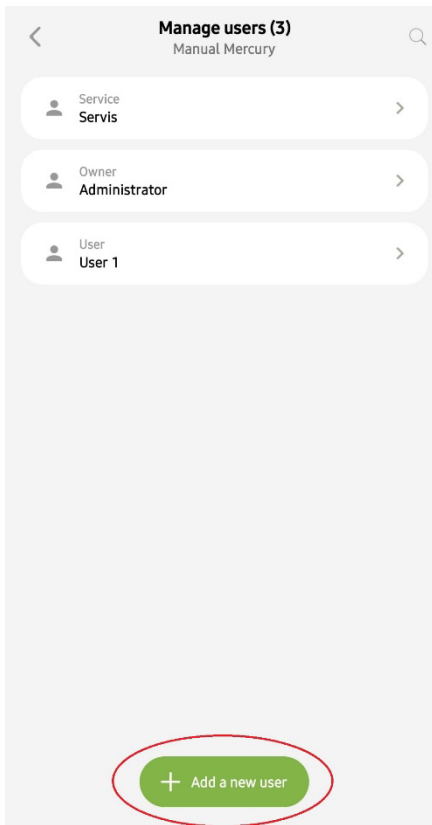 Manage users (3)
Manual Mercury
Service
Servis
Owner
Administrator
User
User 1
Add a new user